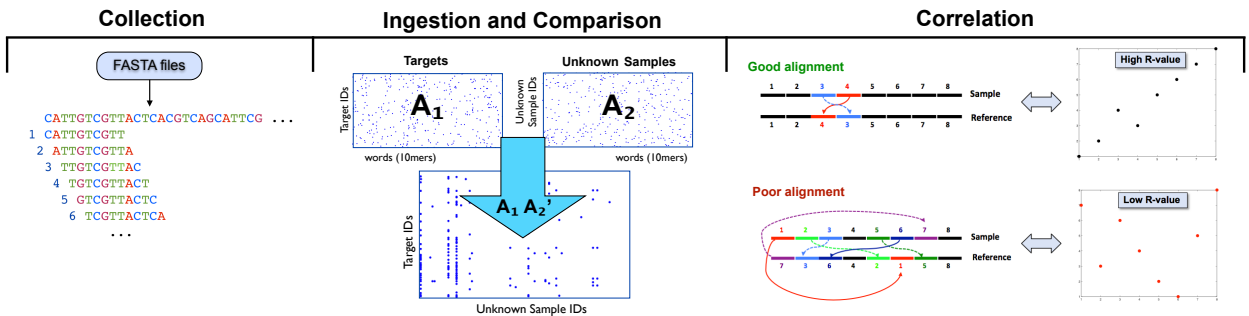 Collection
FASTA files
CATTGTCGTTACTCACGTCAGCATTCG ...
1 CATTGTCGTT
2 ATTGTCGTTA
3 TTGTCGTTAC
4 TGTCGTTACT
5 GTCGTTACTC
6 TCGTTACTCA
...
Ingestion and Comparison
Targets
Unknown Samples
Target IDs
A1
Unknown
Sample IDs
A2
words (10mers)
words (10mers)
A1 A2'
Target IDs
Unknown Sample IDs
Correlation
Good alignment
1 2 3 4 5 6 7 8
Sample
Reference
1 2 4 3 5 6 7 8
High R-value
Poor alignment
1 2 3 4 5 6 7 8
Sample
Reference
7 3 6 4 2 1 5 8
Low R-value